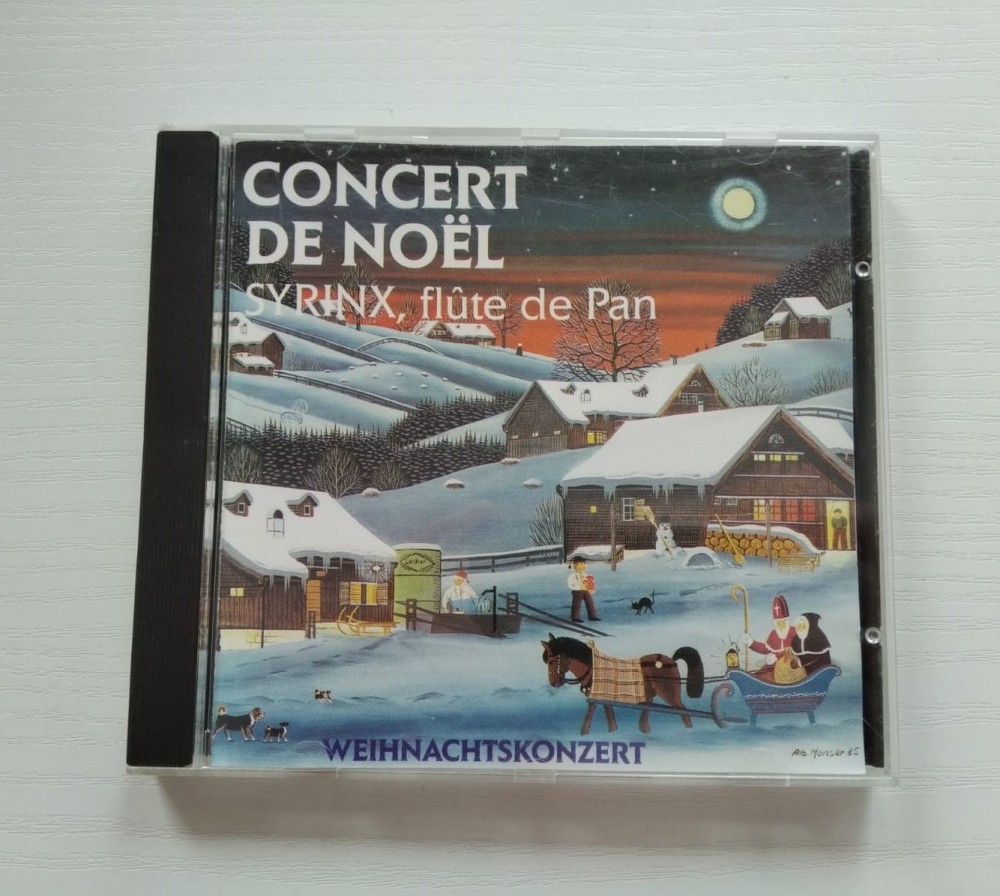 CONCERT
DE NOËL
SYRINX, flûte de Pan
WEIHNACHTSKONZERT